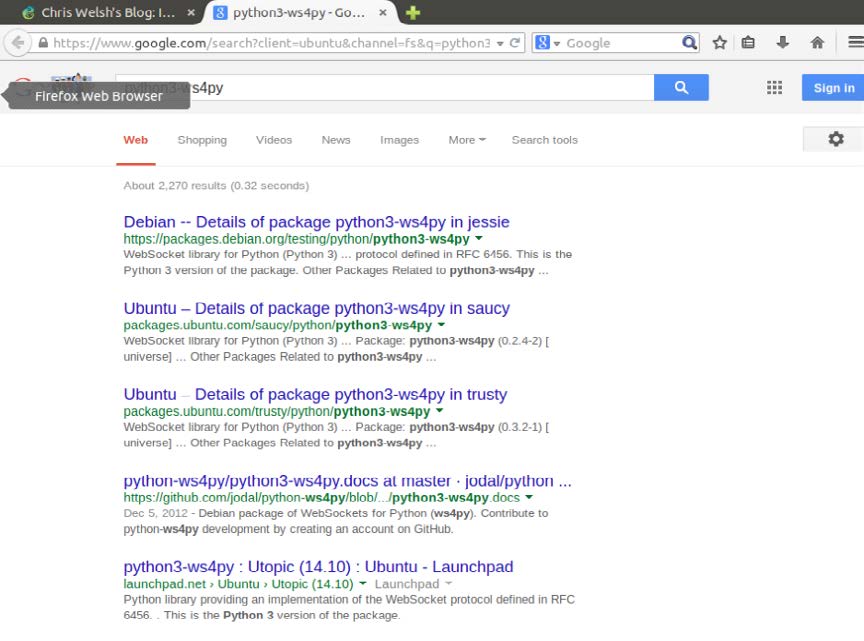 Chris Welsh's Blog: I...
python3-ws4py - Go...
https://www.google.com/search?client=ubuntu&channel=fs&q=python3
Google
python3-ws4py
Firefox Web Browser
Sign in
Web Shopping Videos News Images More Search tools
About 2,270 results (0.32 seconds)
Debian -- Details of package python3-ws4py in jessie
https://packages.debian.org/testing/python/python3-ws4py
WebSocket library for Python (Python 3) ... protocol defined in RFC 6456. This is the
Python 3 version of the package. Other Packages Related to python3-ws4py ...
Ubuntu – Details of package python3-ws4py in saucy
packages.ubuntu.com/saucy/python/python3-ws4py
WebSocket library for Python (Python 3) ... Package: python3-ws4py (0.2.4-2) [
universe] ... Other Packages Related to python3-ws4py ...
Ubuntu – Details of package python3-ws4py in trusty
packages.ubuntu.com/trusty/python/python3-ws4py
WebSocket library for Python (Python 3) ... Package: python3-ws4py (0.3.2-1) [
universe] ... Other Packages Related to python3-ws4py ...
python-ws4py/python3-ws4py.docs at master · jodal/python ...
https://github.com/jodal/python-ws4py/blob/.../python3-ws4py.docs
Dec 5, 2012 - Debian package of WebSockets for Python (ws4py). Contribute to
python-ws4py development by creating an account on GitHub.
python3-ws4py : Utopic (14.10) : Ubuntu - Launchpad
launchpad.net › Ubuntu › Utopic (14.10) Launchpad
Python library providing an implementation of the WebSocket protocol defined in RFC
6456. . This is the Python 3 version of the package.